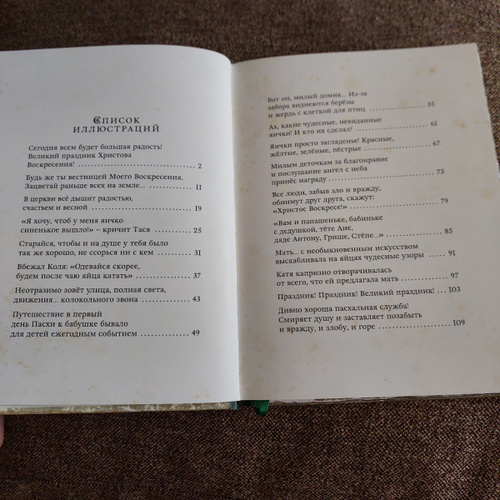 Список
иллюстраций
Сегодня всем будет большая радость!
Великий праздник Христова
Воскресения! .................... 2
Будь же ты вестницей Моего Воскресения.
Зацветай раньше всех на земле... ............ 11
В церкви всё дышит радостью,
счастьем и весной .................... 19
«Я хочу, чтоб у меня яичко
синенькое вышло!» — кричит Тася ........ 25
Старайся, чтобы и на душе у тебя было
так же хорошо, не ссорься ни с кем ........ 31
Вбежал Коля: «Одевайся скорее,
будем после чаю яйца катать» ............ 37
Неотразимо зовёт улица, полная света,
движения... колокольного звона ............ 43
Путешествие в первый
день Пасхи к бабушке бывало
для детей ежегодным событием ............ 49
Вот он, милый домик... Из-за
забора виднеются берёзы
и жердь с клеткой для птиц ............ 55
Ах, какие чудесные, невиданные
яички! И кто их сделал! ............ 61
Яички просто загляденье! Красные,
жёлтые, зелёные, пёстрые ............ 67
Милым деточкам за благонравие
и послушание ангел с неба
принёс награду ............ 73
Все люди, забыв зло и вражду,
обнимут друг друга, скажут:
«Христос Воскресе!» ............ 79
«Вам и папашеньке, бабиньке
с дедушкой, тёте Ане,
дяде Антону, Грише, Стёпе...» ............ 85
Мать... с необыкновенным искусством
выскабливала на яйцах чудесные узоры ... 91
Катя капризно отворачивалась
от всего, что ей предлагала мать ............ 97
Праздник! Праздник! Великий праздник! ... 103
Дивно хороша пасхальная служба!
Смиряет душу и заставляет позабыть
и вражду, и злобу, и горе .................... 109